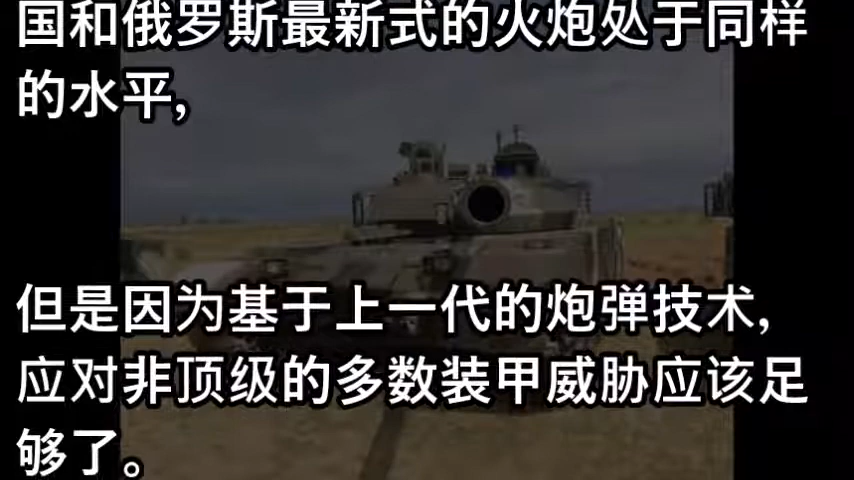 国和俄罗斯最新式的火炮处于同样
的水平,
但是因为基于上一代的炮弹技术,
应对非顶级的多数装甲威胁应该足
够了。